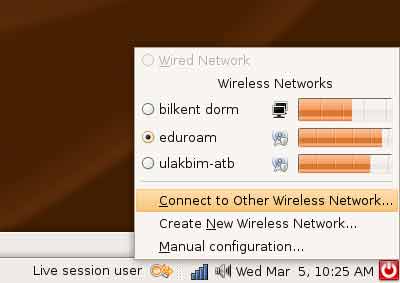 Wired Network
Wireless Networks
bilkent dorm
eduroam
ulakbim-atb
Connect to Other Wireless Network...
Create New Wireless Network...
Manual configuration...
Live session user Wed Mar 5, 10:25 AM